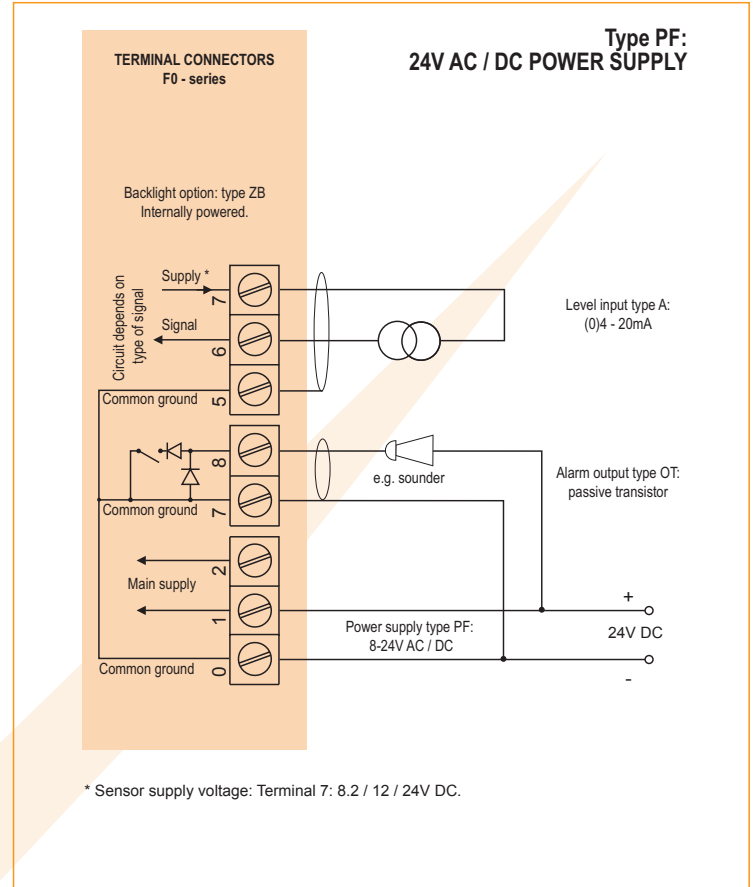 Type PF:
24V AC / DC POWER SUPPLY
TERMINAL CONNECTORS
F0 - series
Backlight option: type ZB
Internally powered.
Circuit depends on
type of signal
Supply *
7
Signal
6
Common ground
5
Level input type A:
(0)4 - 20mA
8
e.g. sounder
Alarm output type OT:
passive transistor
Common ground
7
2
Main supply
1
Power supply type PF:
8-24V AC / DC
+
24V DC
-
Common ground
0
* Sensor supply voltage: Terminal 7: 8.2 / 12 / 24V DC.